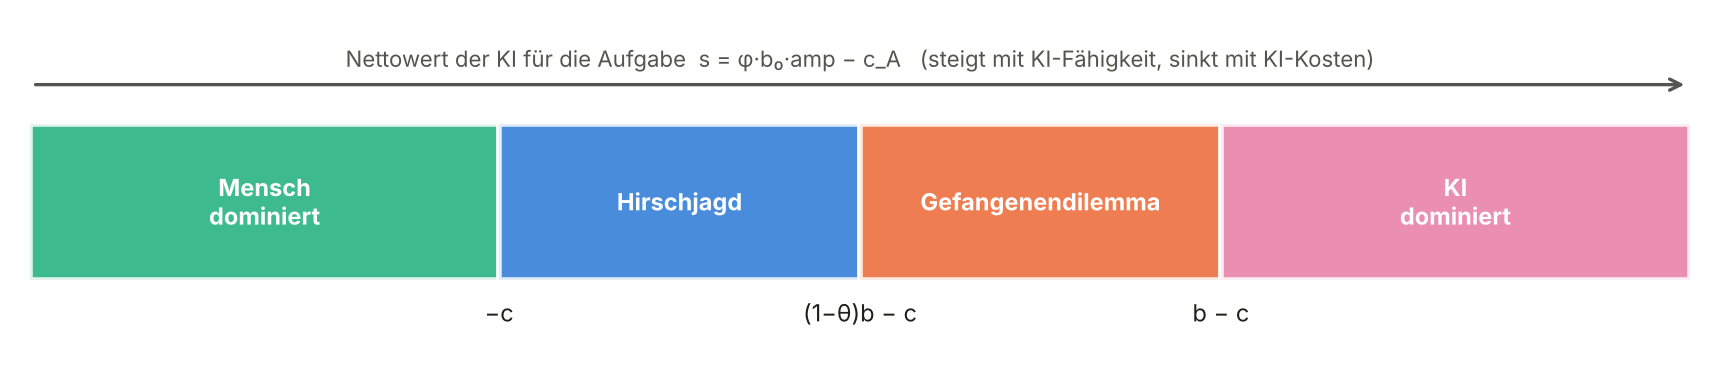 Nettowert der KI für die Aufgabe  s = φ·b₀·amp − c_A   (steigt mit KI-Fähigkeit, sinkt mit KI-Kosten)
Mensch
dominiert
Hirschjagd
Gefangenendilemma
KI
dominiert
−c
(1−θ)b − c
b − c